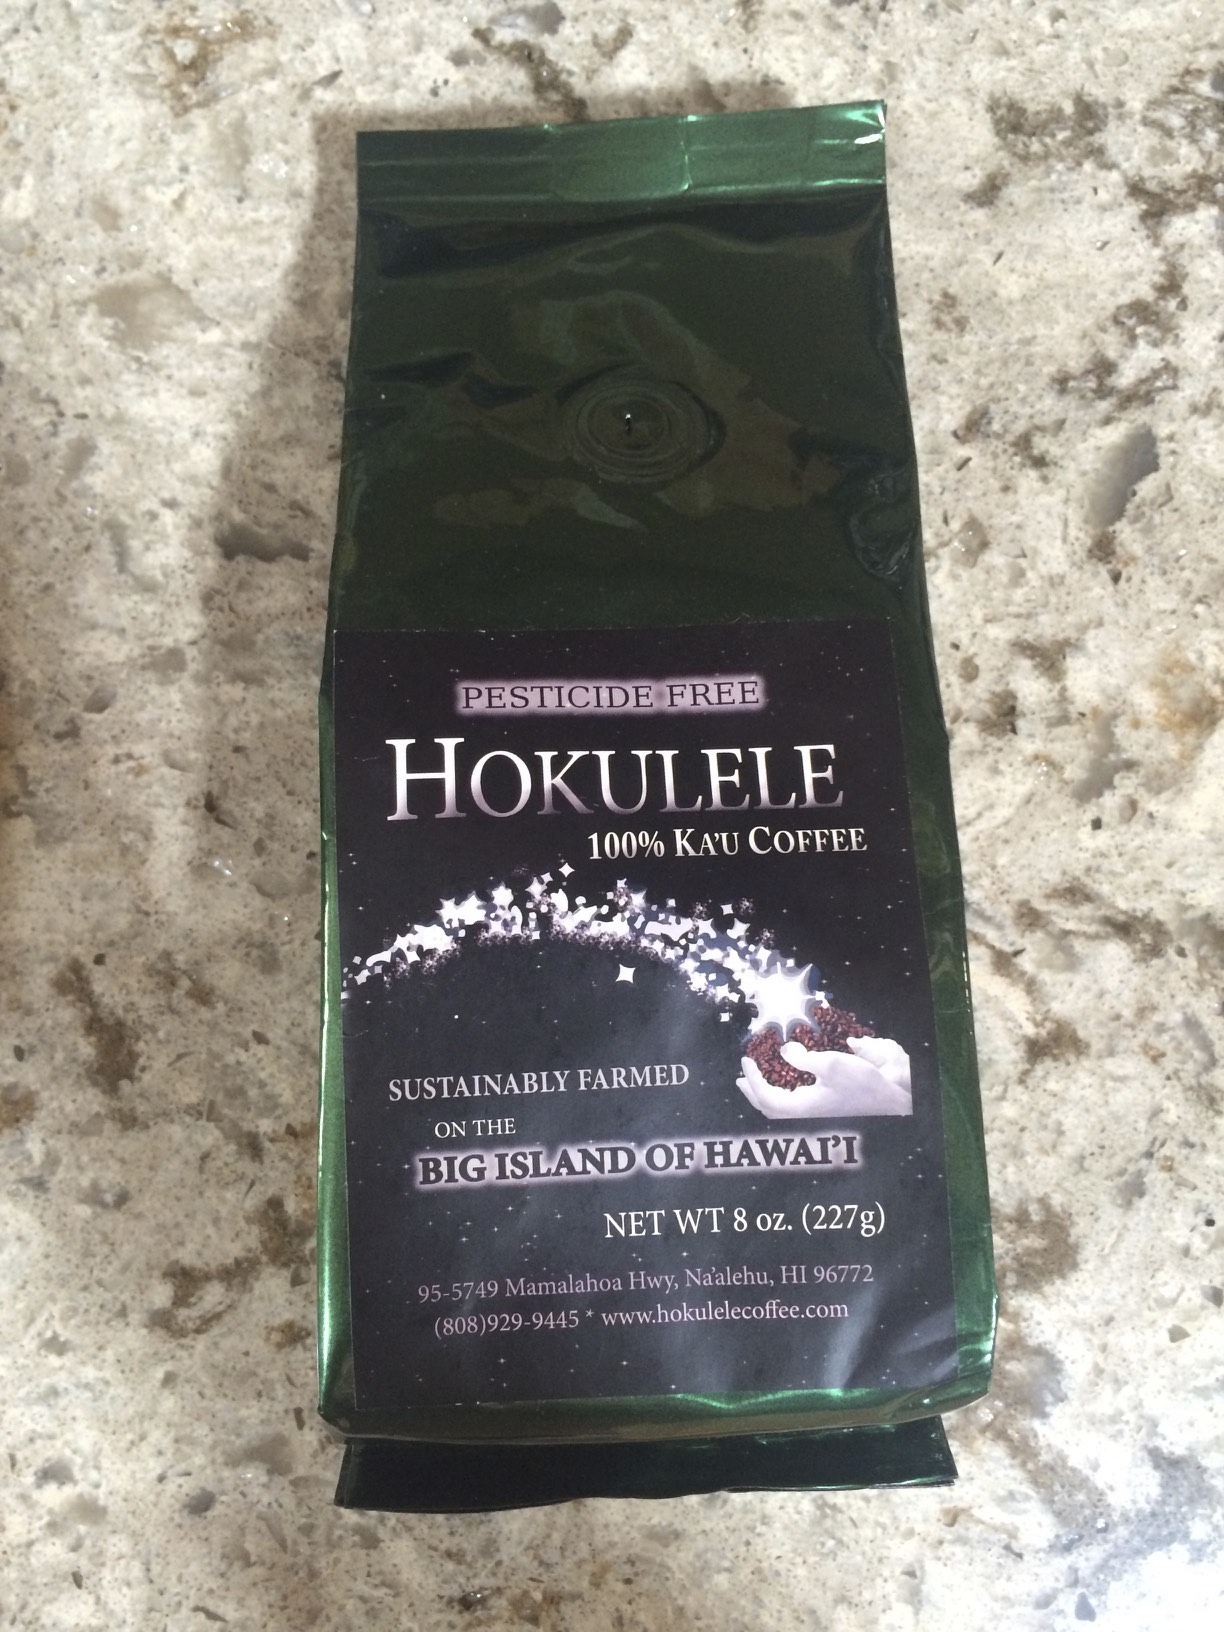 PESTICIDE FREE
HOKULELE
100% KA'U COFFEE
SUSTAINABLY FARMED
ON THE
BIG ISLAND OF HAWAI'I
NET WT 8 oz. (227g)
95-5749 Mamalahoa Hwy, Na'alehu, HI 96772
(808)929-9445 * www.hokulelecoffee.com